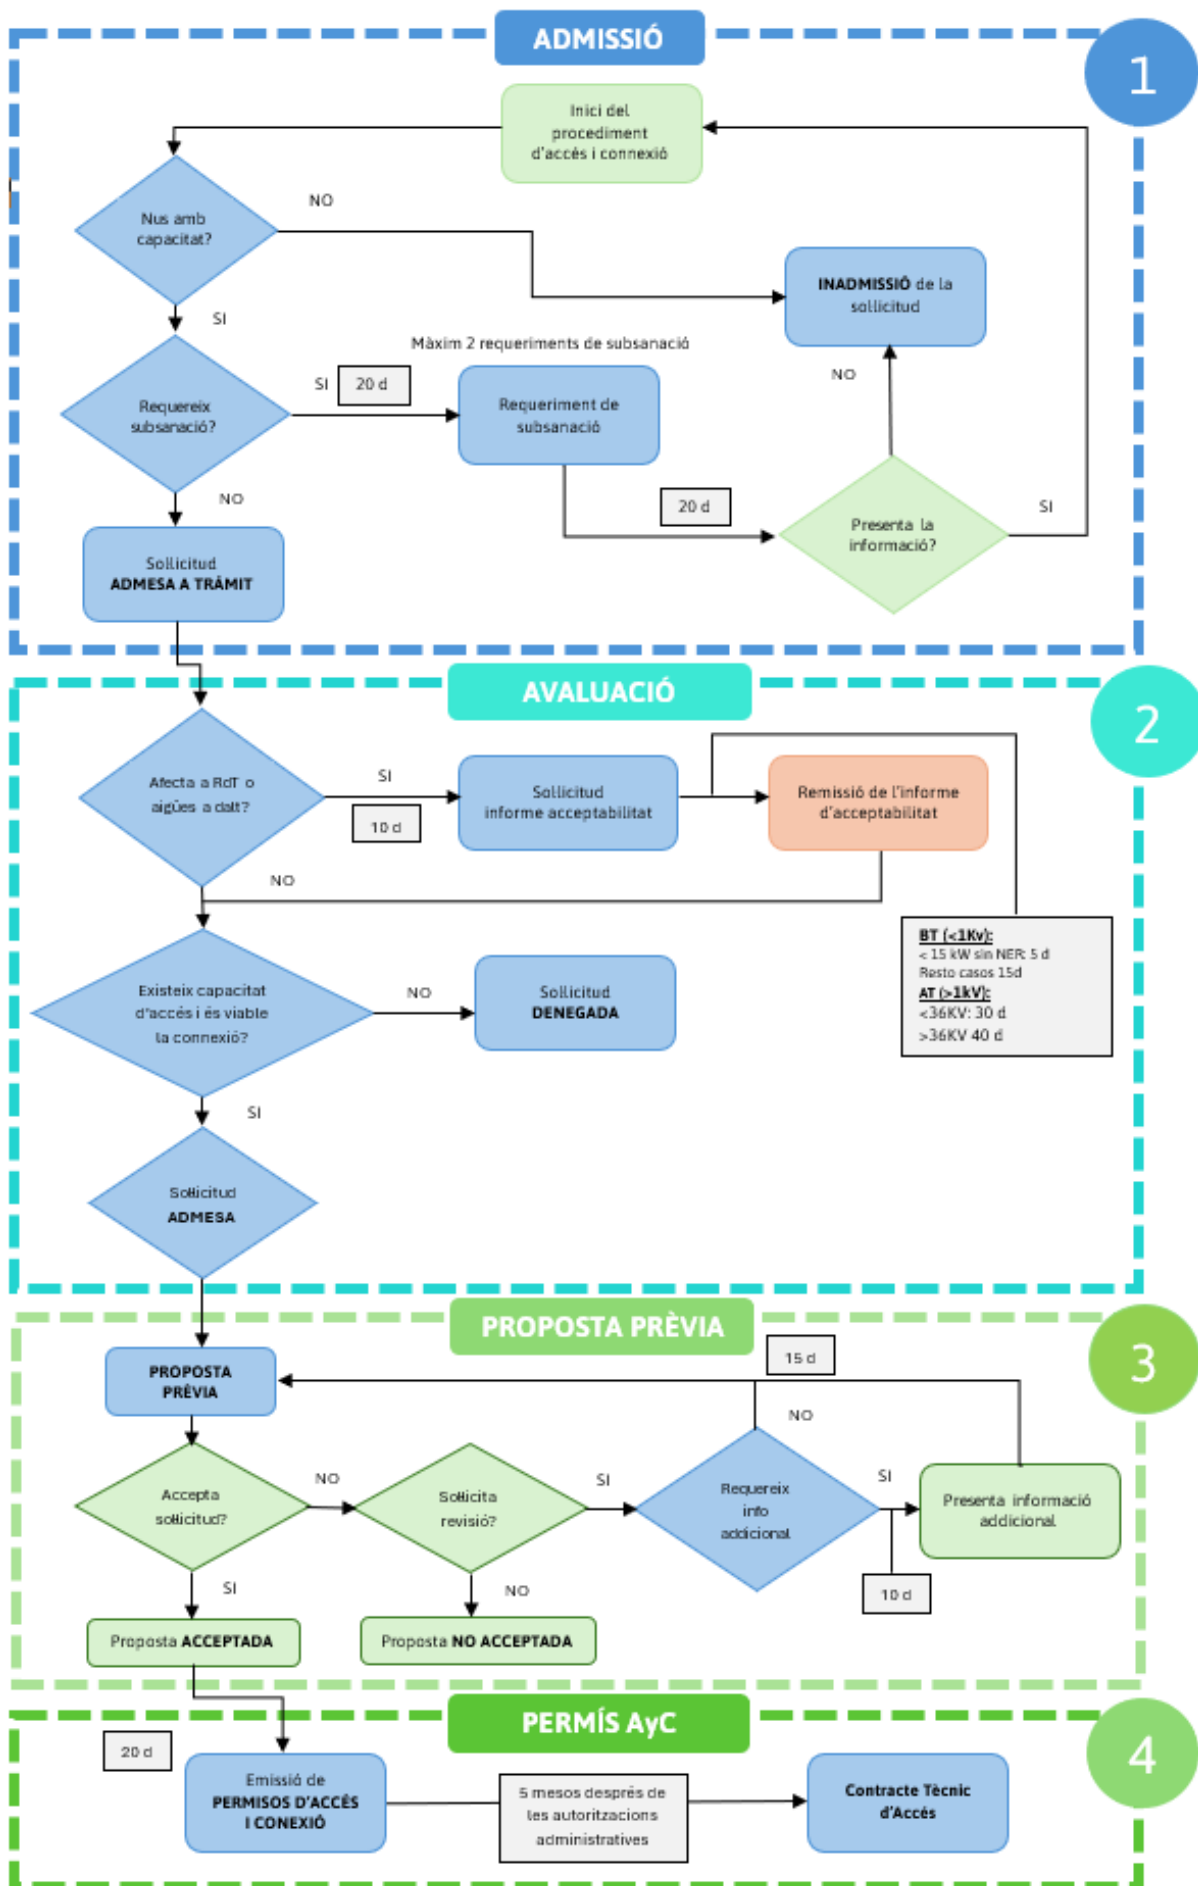 ADMISSIÓ
1
Inici del
procediment
d'accés i connexió
NO
Nus amb
capacitat?
INADMISSIÓ de la
sol·licitud
SI
Màxim 2 requeriments de subsanació
NO
SI
20 d
Requereix
subsanació?
Requeriment de
subsanació
NO
20 d
SI
Presenta la
informació?
Sol·licitud
ADMESA A TRÀMIT
AVALUACIÓ
2
Afecta a RdT o
aigües a dalt?
SI
10 d
Sol·licitud
informe acceptabilitat
Remissió de l'informe
d'acceptabilitat
NO
BT (<1Kv):
< 15 kW sin NER: 5 d
Resto casos 15d
AT (>1kV):
<36KV: 30 d
>36KV 40 d
Existeix capacitat
d'accés i és viable
la connexió?
NO
Sol·licitud
DENEGADA
SI
Sol·licitud
ADMESA
PROPOSTA PRÈVIA
3
15 d
PROPOSTA
PRÈVIA
NO
Accepta
sol·licitud?
NO
Sol·licita
revisió?
SI
Requereix
info
addicional
SI
Presenta informació
addicional
10 d
SI
NO
Proposta ACCEPTADA
Proposta NO ACCEPTADA
PERMÍS AyC
4
20 d
Emissió de
PERMISOS D'ACCÉS
I CONEXIÓ
5 mesos després de
les autoritzacions
administratives
Contracte Tècnic
d'Accés